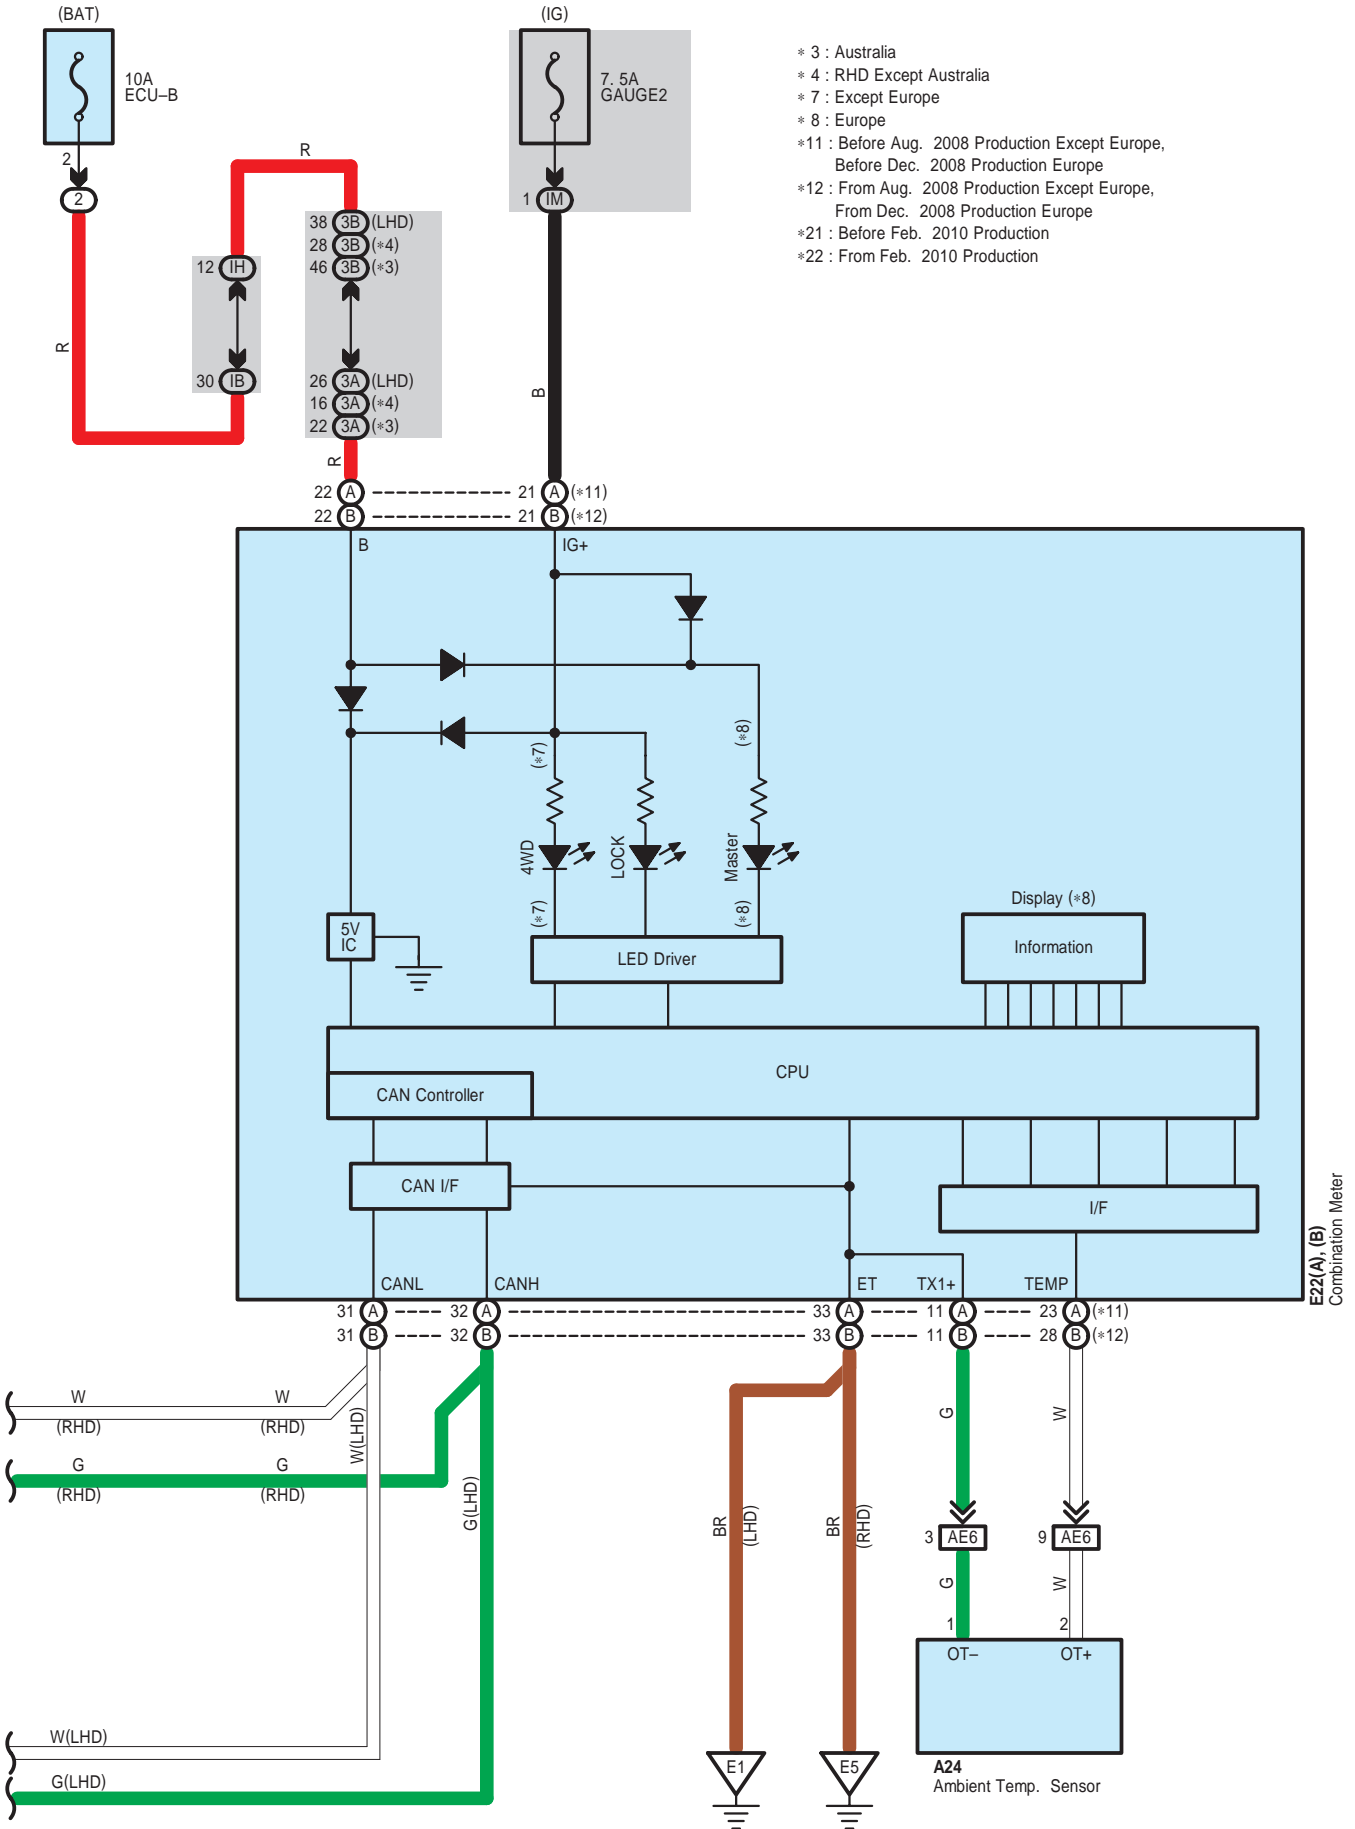 (BAT)
(IG)
10A
ECU–B
7. 5A
GAUGE2
∗ 3 : Australia
∗ 4 : RHD Except Australia
∗ 7 : Except Europe
∗ 8 : Europe
∗11 : Before Aug. 2008 Production Except Europe,
Before Dec. 2008 Production Europe
∗12 : From Aug. 2008 Production Except Europe,
From Dec. 2008 Production Europe
∗21 : Before Feb. 2010 Production
∗22 : From Feb. 2010 Production
2
2
1 IM
R
38 3B (LHD)
28 3B (∗4)
46 3B (∗3)
12 IH
R
B
30 IB
26 3A (LHD)
16 3A (∗4)
22 3A (∗3)
R
22 A 21 A (∗11)
22 B 21 B (∗12)
B
IG+
(∗7)
(∗8)
4WD
LOCK
Master
(∗7)
(∗8)
5V
IC
LED Driver
Display (∗8)
Information
CPU
CAN Controller
CAN I/F
I/F
CANL
CANH
ET
TX1+
TEMP
E22(A), (B)
Combination Meter
31 A 32 A 33 A 11 A 23 A (∗11)
31 B 32 B 33 B 11 B 28 B (∗12)
W W
(RHD) (RHD)
W(LHD)
G G
(RHD) (RHD)
G(LHD)
BR
(LHD)
BR
(RHD)
G
W
3 AE6
9 AE6
G
W
1
2
OT–
OT+
W(LHD)
G(LHD)
E1
E5
A24
Ambient Temp. Sensor